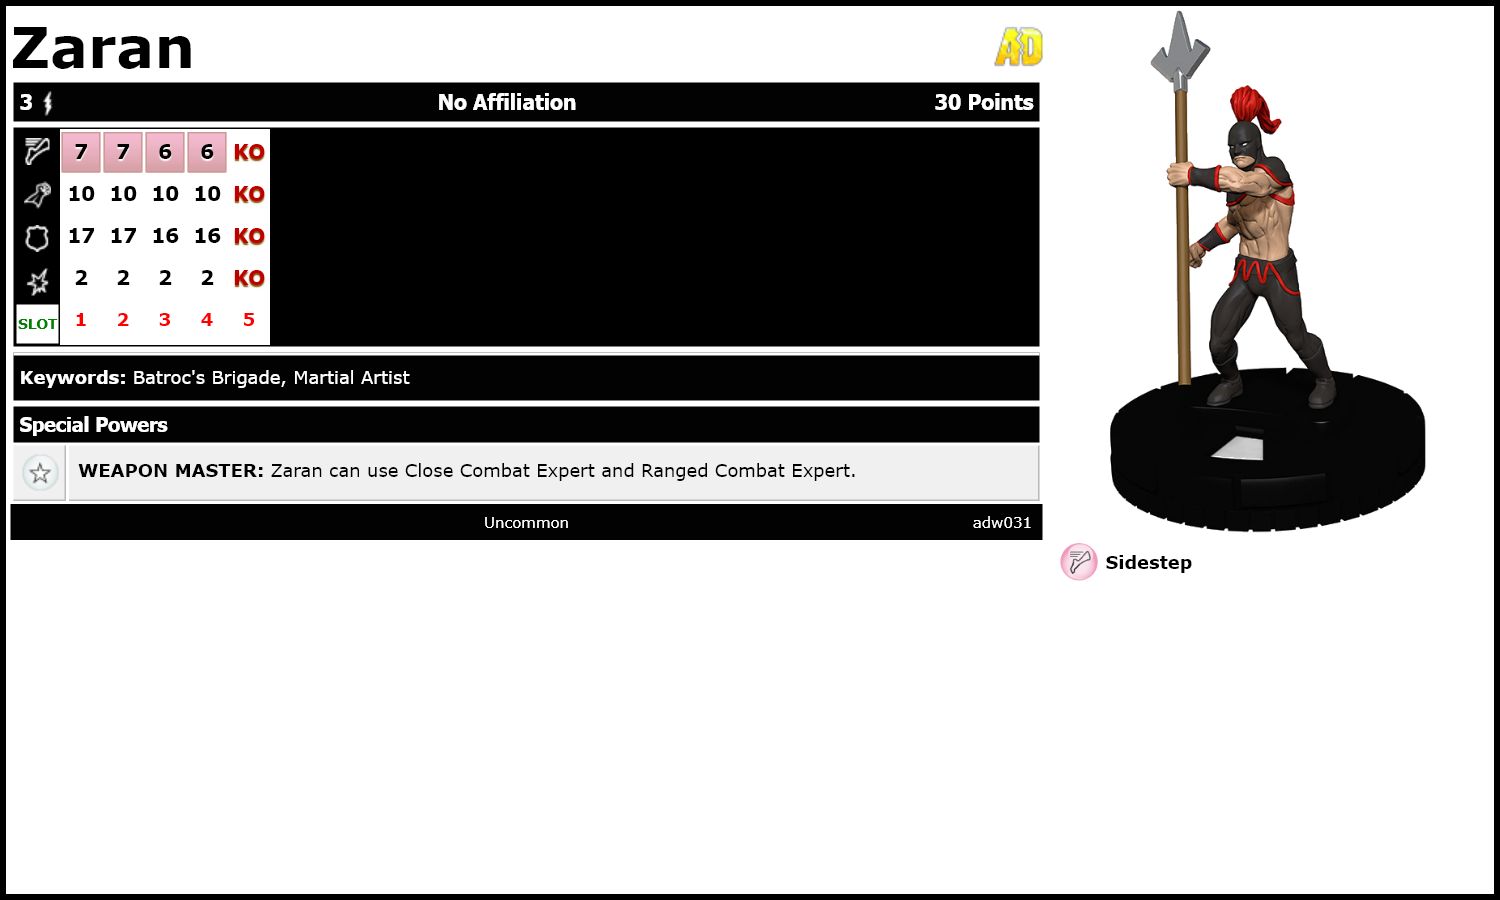 Zaran
AD
3 No Affiliation 30 Points
7 7 6 6 KO
10 10 10 10 KO
17 17 16 16 KO
2 2 2 2 KO
SLOT 1 2 3 4 5
Keywords: Batroc's Brigade, Martial Artist
Special Powers
WEAPON MASTER: Zaran can use Close Combat Expert and Ranged Combat Expert.
Uncommon adw031
Sidestep